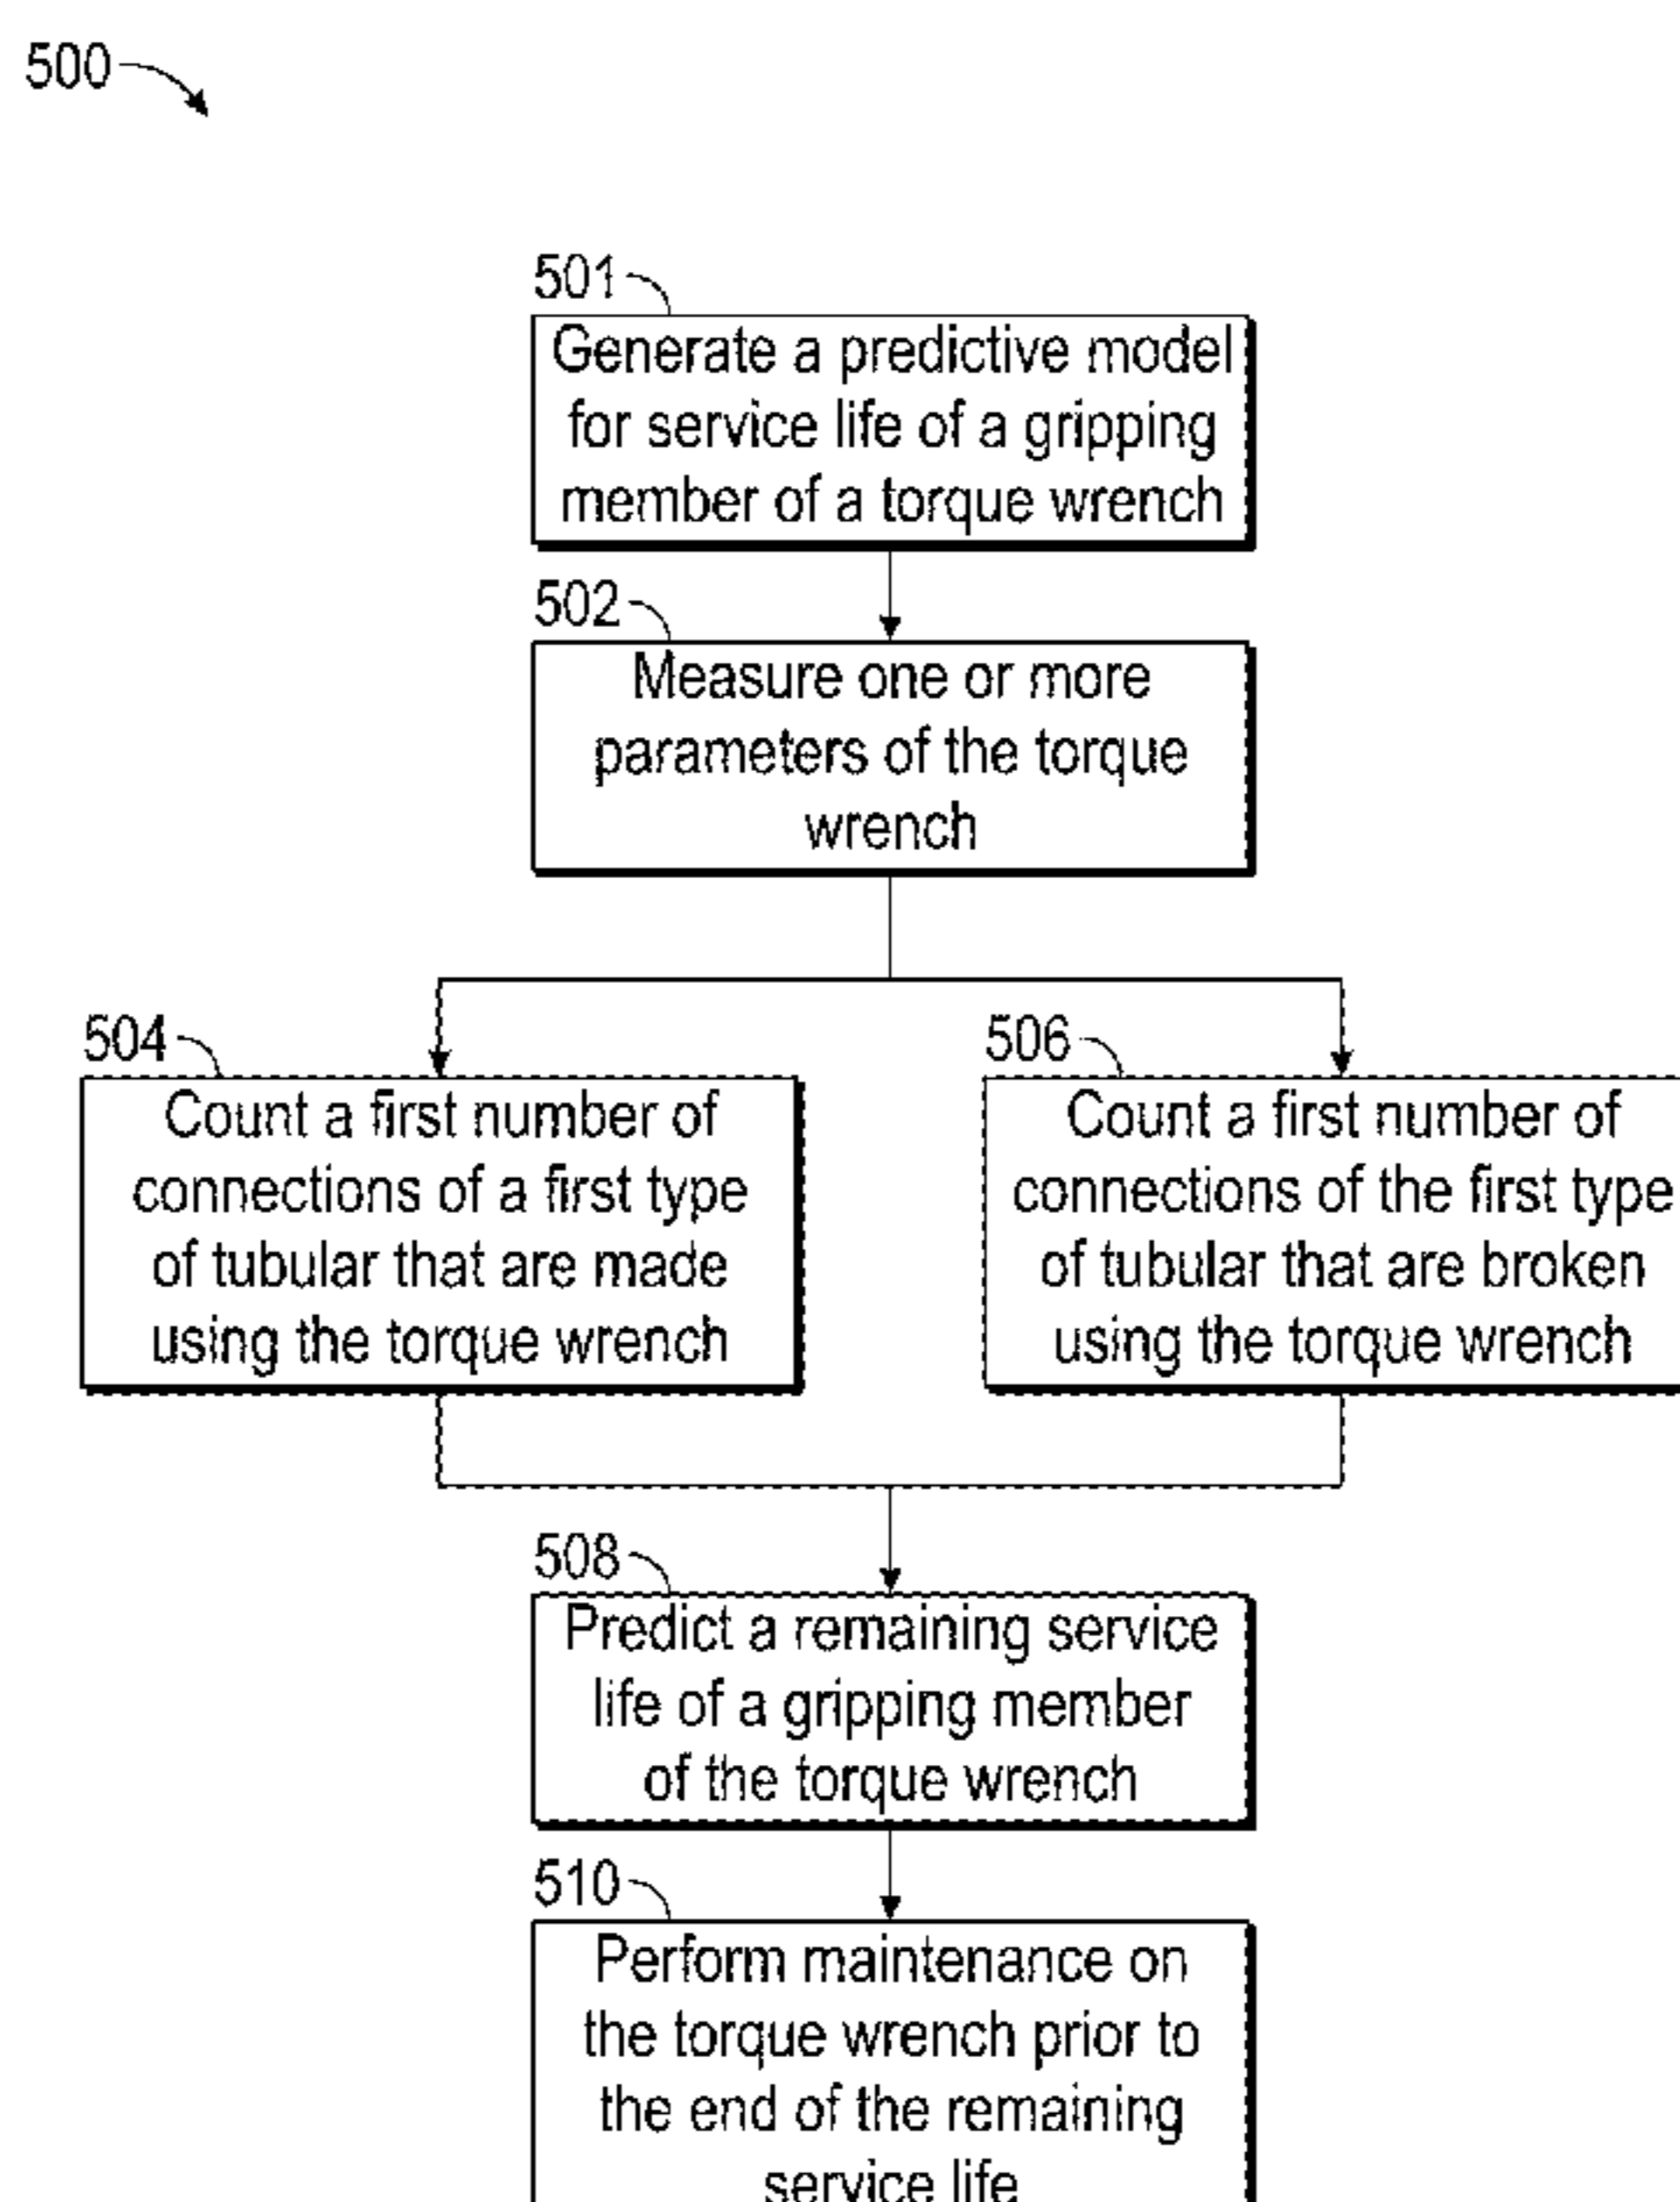 500
501
Generate a predictive model
for service life of a gripping
member of a torque wrench
502
Measure one or more
parameters of the torque
wrench
504
Count a first number of
connections of a first type
of tubular that are made
using the torque wrench
506
Count a first number of
connections of the first type
of tubular that are broken
using the torque wrench
508
Predict a remaining service
life of a gripping member
of the torque wrench
510
Perform maintenance on
the torque wrench prior to
the end of the remaining
service life